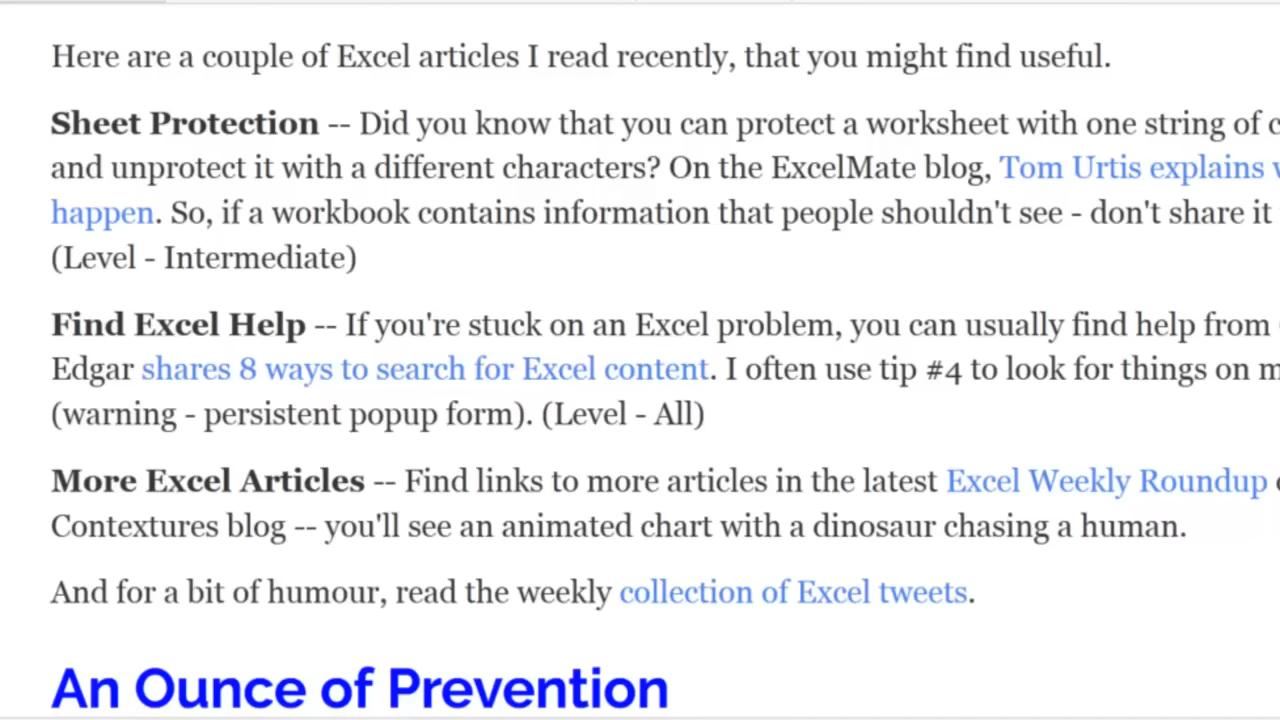 Here are a couple of Excel articles I read recently, that you might find useful.
Sheet Protection -- Did you know that you can protect a worksheet with one string of
and unprotect it with a different characters? On the ExcelMate blog, Tom Urtis explains
happen. So, if a workbook contains information that people shouldn't see - don't share it
(Level - Intermediate)
Find Excel Help -- If you're stuck on an Excel problem, you can usually find help from
Edgar shares 8 ways to search for Excel content. I often use tip #4 to look for things on
(warning - persistent popup form). (Level - All)
More Excel Articles -- Find links to more articles in the latest Excel Weekly Roundup
Contextures blog -- you'll see an animated chart with a dinosaur chasing a human.
And for a bit of humour, read the weekly collection of Excel tweets.
An Ounce of Prevention